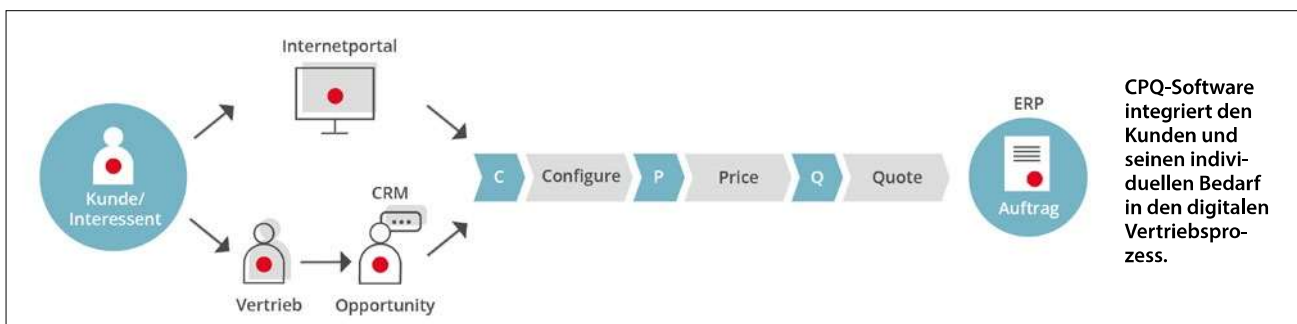 Internetportal
Kunde/
Interessent
CRM
Vertrieb
Opportunity
C
Configure
P
Price
Q
Quote
ERP
Auftrag
CPQ-Software
integriert den
Kunden und
seinen indivi-
duellen Bedarf
in den digitalen
Vertriebspro-
zess.